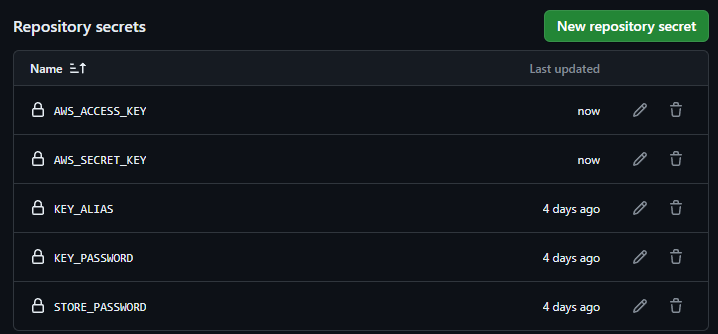 Repository secrets
New repository secret
Name Last updated
AWS_ACCESS_KEY now
AWS_SECRET_KEY now
KEY_ALIAS 4 days ago
KEY_PASSWORD 4 days ago
STORE_PASSWORD 4 days ago